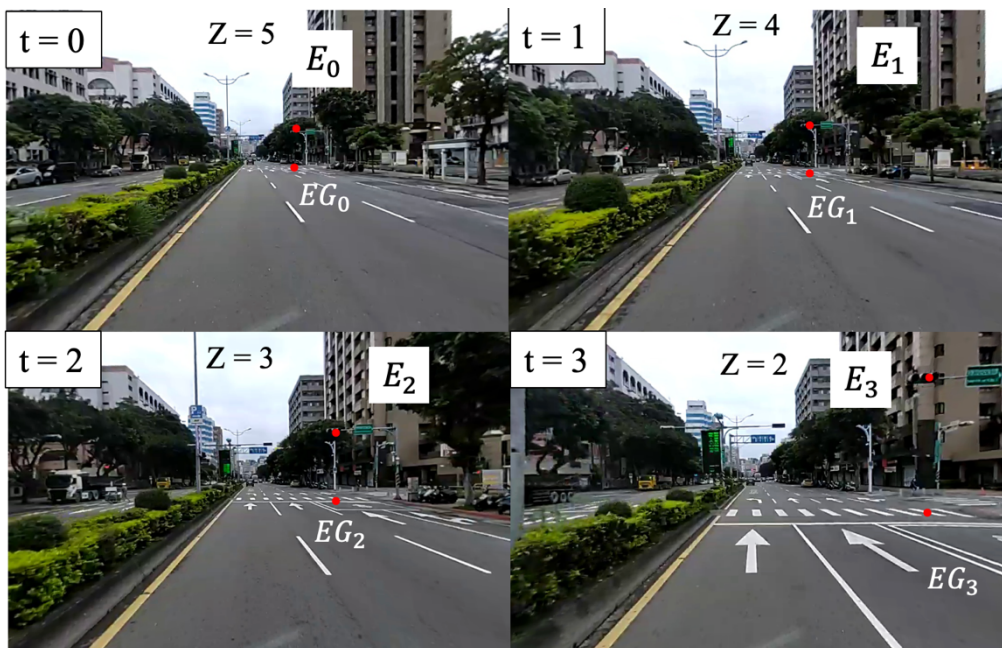 t = 0
Z = 5
E₀
EG₀
t = 1
Z = 4
E₁
EG₁
t = 2
Z = 3
E₂
P
EG₂
t = 3
Z = 2
E₃
EG₃